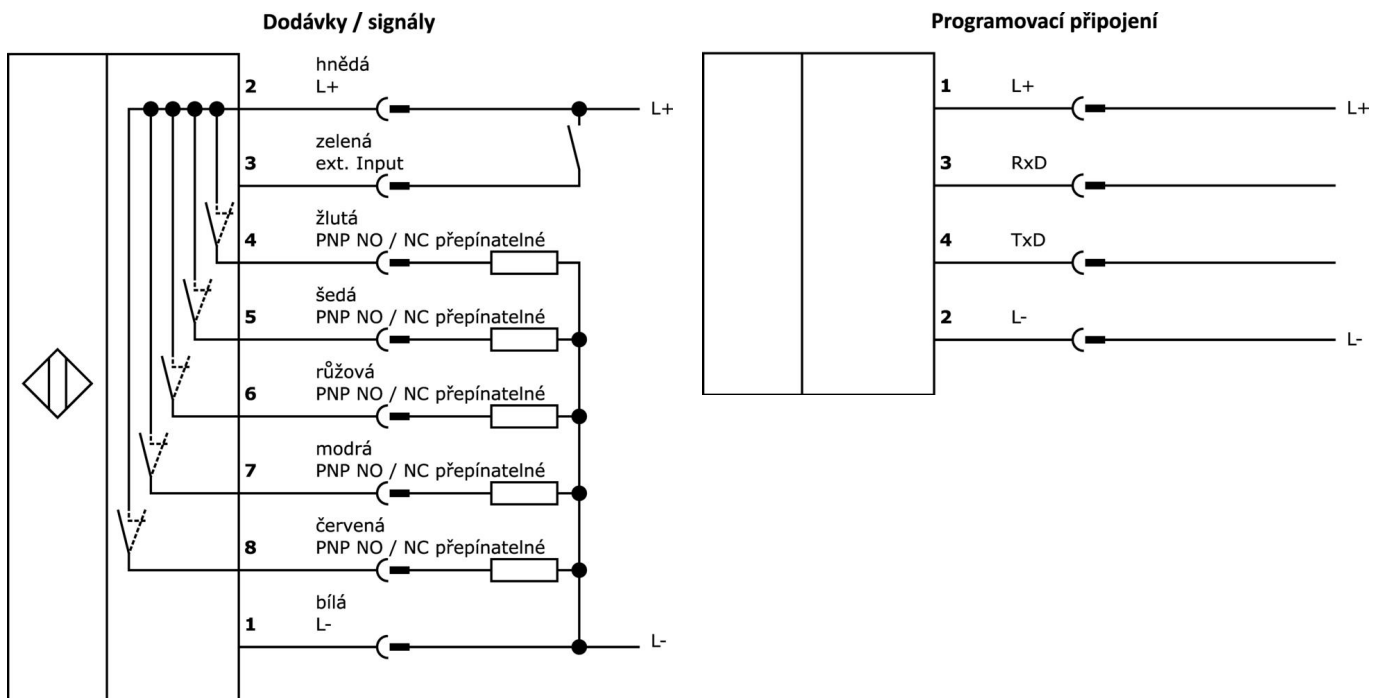 Dodávky / signály
hnědá
2 L+
L+
zelená
3 ext. Input
žlutá
4 PNP NO / NC přepínatelné
šedá
5 PNP NO / NC přepínatelné
růžová
6 PNP NO / NC přepínatelné
modrá
7 PNP NO / NC přepínatelné
červená
8 PNP NO / NC přepínatelné
bílá
1 L-
L-
Programovací připojení
1 L+
L+
3 RxD
4 TxD
2 L-
L-